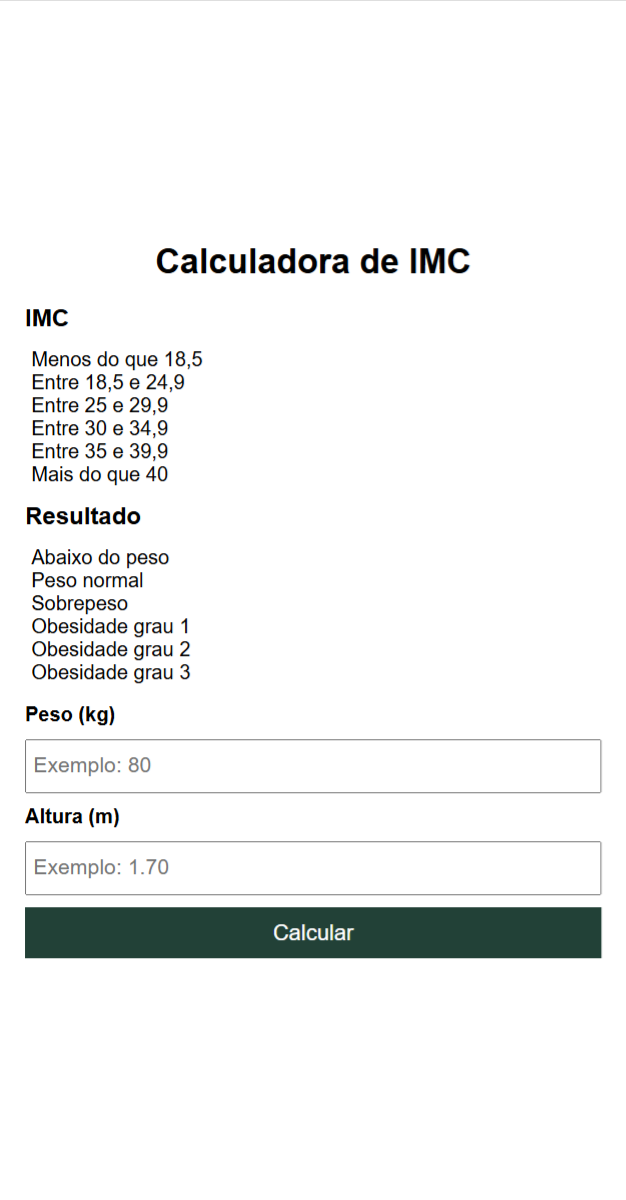 Calculadora de IMC
IMC
Menos do que 18,5
Entre 18,5 e 24,9
Entre 25 e 29,9
Entre 30 e 34,9
Entre 35 e 39,9
Mais do que 40
Resultado
Abaixo do peso
Peso normal
Sobrepeso
Obesidade grau 1
Obesidade grau 2
Obesidade grau 3
Peso (kg)
Exemplo: 80
Altura (m)
Exemplo: 1.70
Calcular